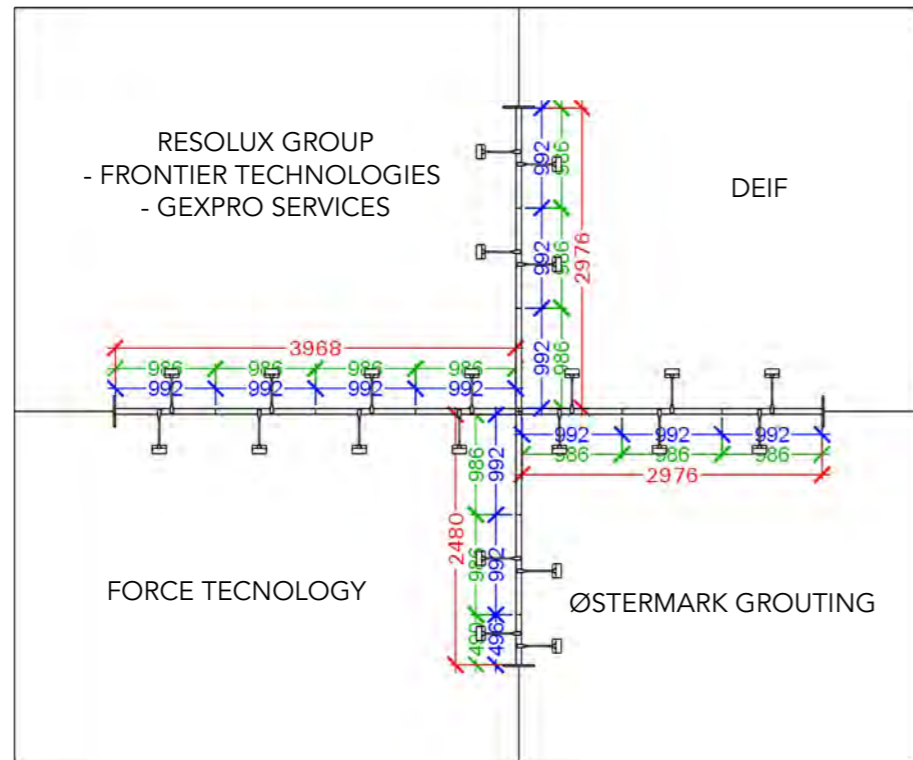 RESOLUX GROUP
- FRONTIER TECHNOLOGIES
- GEXPRO SERVICES
DEIF
992
986
992
986
2976
992
986
3968
986 986 986 986
992 992 992 992
992 992 992
986 986 986
2976
2480
986
992
986
992
496
FORCE TECNOLOGY
ØSTERMARK GROUTING